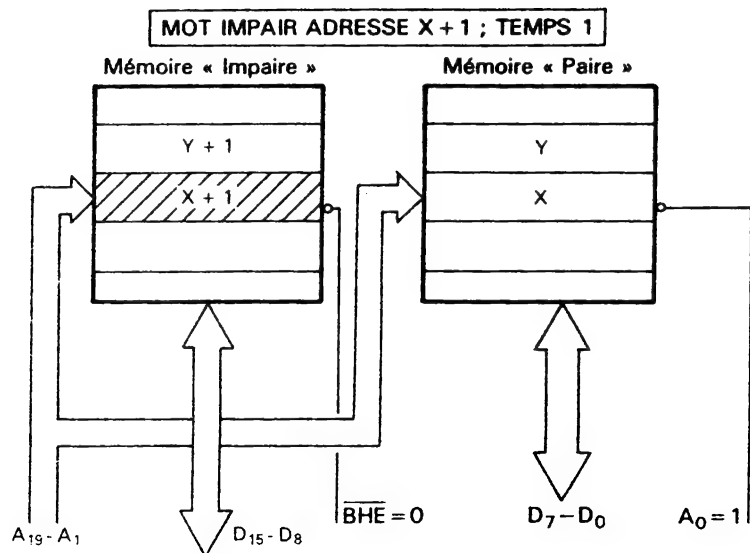 MOT IMPAIR ADRESSE X + 1 ; TEMPS 1
Mémoire « Impaire »
Mémoire « Paire »
Y + 1
Y
X + 1
X
A19 - A1
D15 - D8
BHE = 0
D7 – D0
A0 = 1